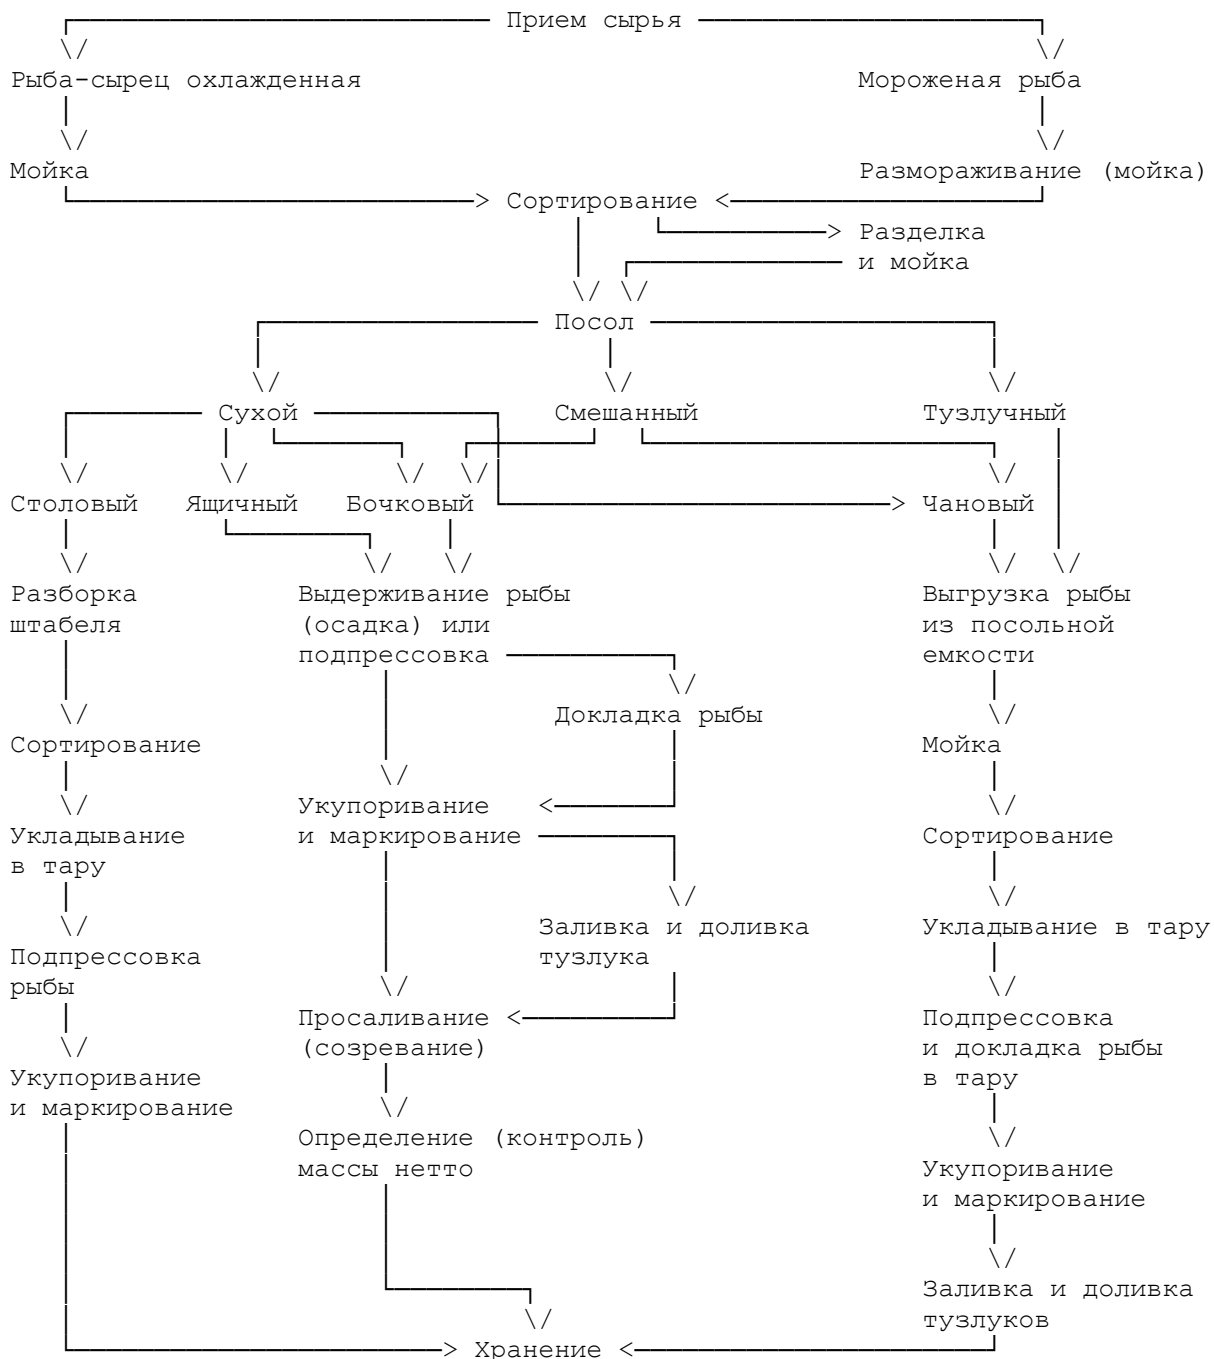 Прием сырья
Рыба-сырец охлажденная Мороженая рыба
Мойка Размораживание (мойка)
Сортирование
Разделка
и мойка
Посол
Сухой Смешанный Тузлучный
Столовый Ящичный Бочковый Чановый
Разборка Выдерживание рыбы Выгрузка рыбы
штабеля (осадка) или из посольной
подпрессовка емкости
Докладка рыбы
Сортирование Мойка
Укупоривание
Укладывание и маркирование Сортирование
в тару
Заливка и доливка Укладывание в тару
Подпрессовка тузлука
рыбы
Просаливание Подпрессовка
(созревание) и докладка рыбы
Укупоривание в тару
и маркирование
Определение (контроль)
массы нетто Укупоривание
и маркирование
Заливка и доливка
тузлуков
Хранение